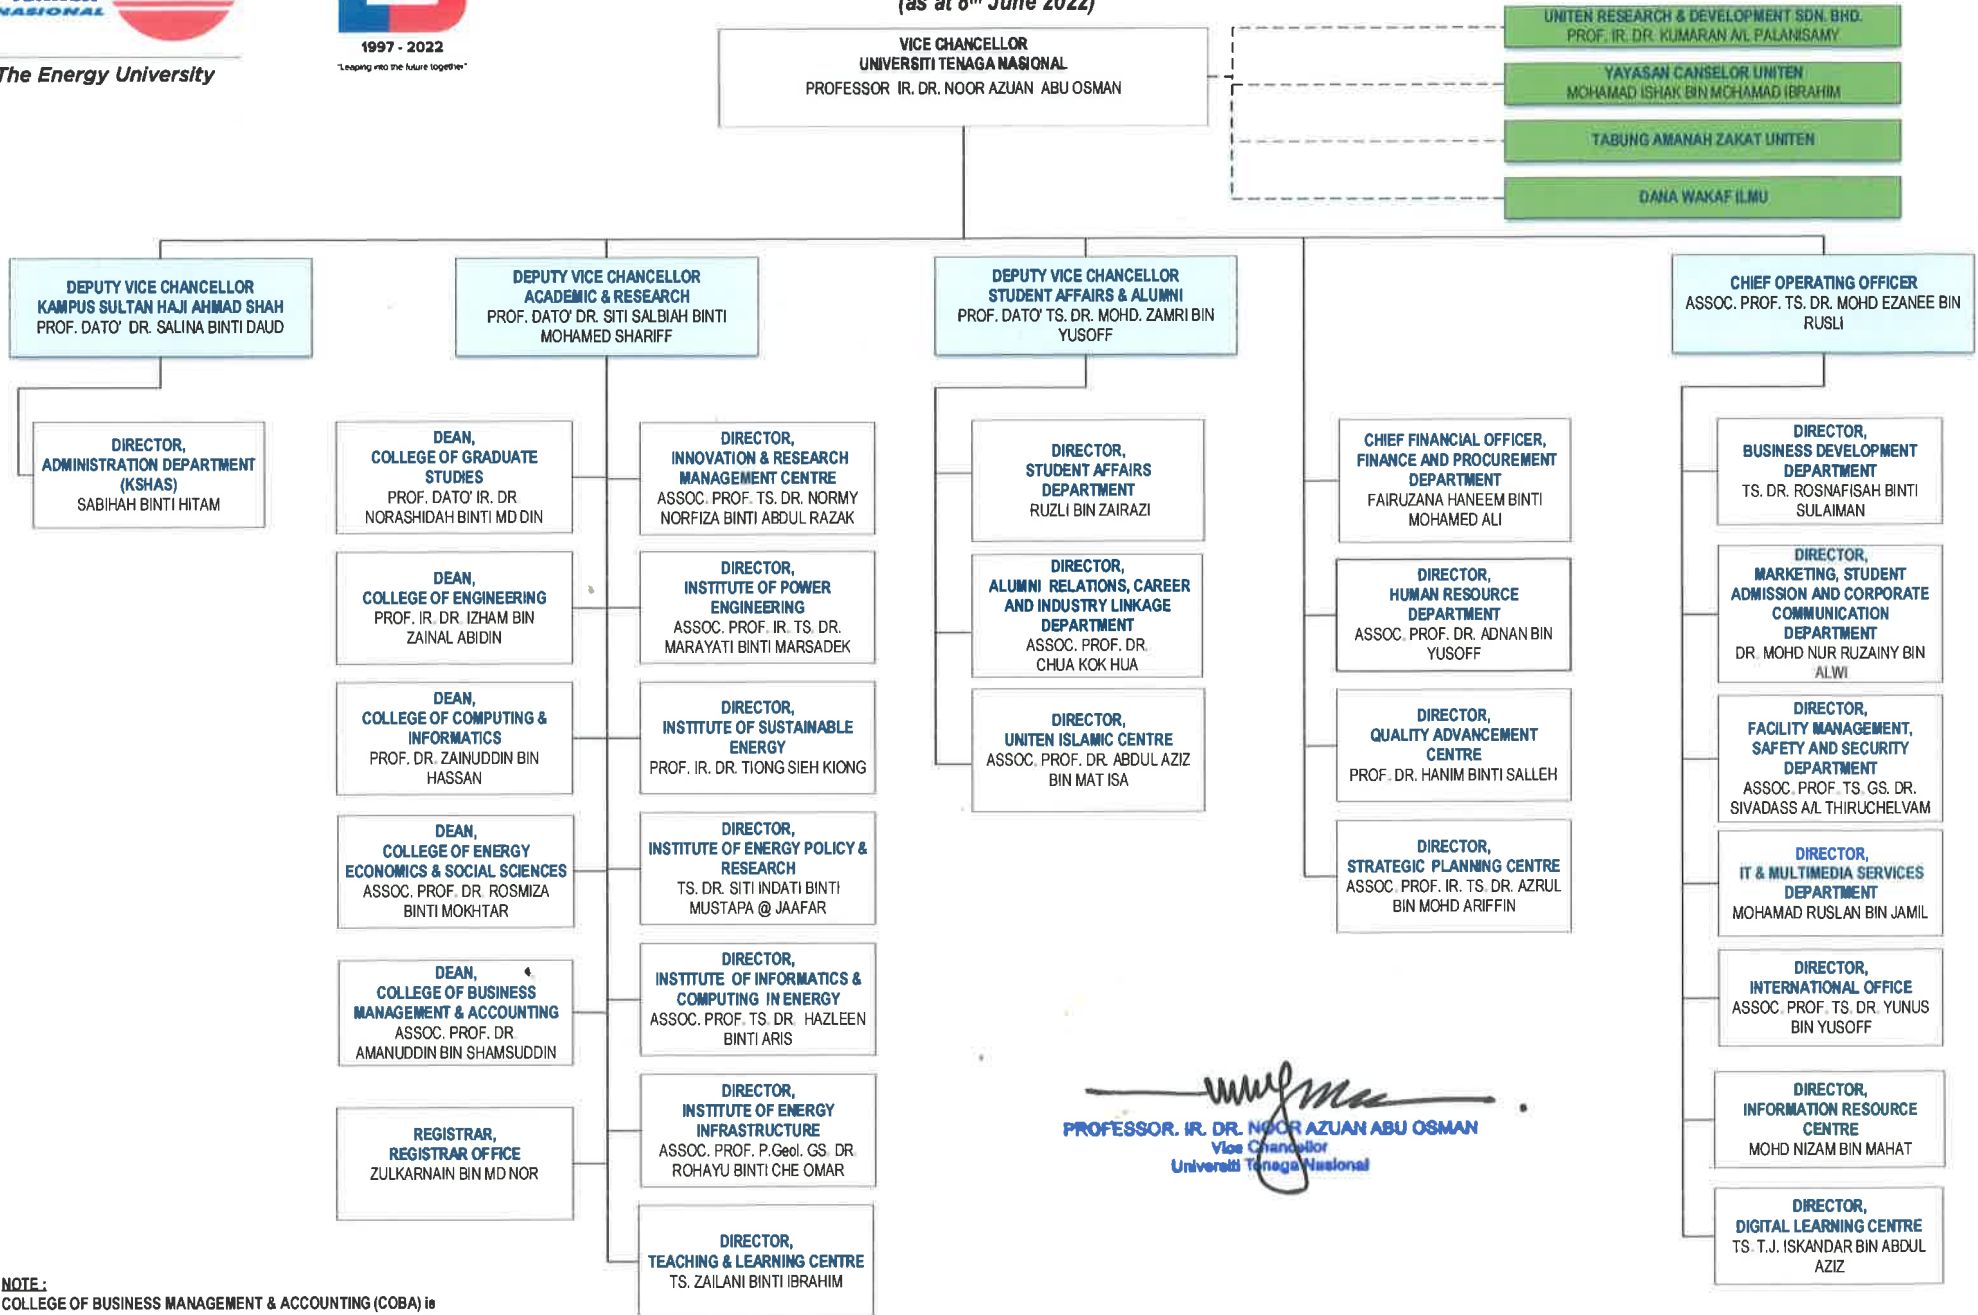 NASIONAL
The Energy University
1997 - 2022
"Leaping into the future together"
(as at 8th June 2022)
VICE CHANCELLOR
UNIVERSITI TENAGA NASIONAL
PROFESSOR IR. DR. NOOR AZUAN ABU OSMAN
UNITEN RESEARCH & DEVELOPMENT SDN. BHD.
PROF. IR. DR. KUMARAN A/L PALANISAMY
YAYASAN CANSELOR UNITEN
MOHAMAD ISHAK BIN MOHAMAD IBRAHIM
TABUNG AMANAH ZAKAT UNITEN
DANA WAKAF ILMU
DEPUTY VICE CHANCELLOR
KAMPUS SULTAN HAJI AHMAD SHAH
PROF. DATO' DR. SALINA BINTI DAUD
DEPUTY VICE CHANCELLOR
ACADEMIC & RESEARCH
PROF. DATO' DR. SITI SALBIAH BINTI
MOHAMED SHARIFF
DEPUTY VICE CHANCELLOR
STUDENT AFFAIRS & ALUMNI
PROF. DATO' TS. DR. MOHD. ZAMRI BIN
YUSOFF
CHIEF OPERATING OFFICER
ASSOC. PROF. TS. DR. MOHD EZANEE BIN
RUSLI
DIRECTOR,
ADMINISTRATION DEPARTMENT
(KSHAS)
SABIHAH BINTI HITAM
DEAN,
COLLEGE OF GRADUATE
STUDIES
PROF. DATO' IR. DR.
NORASHIDAH BINTI MD DIN
DEAN,
COLLEGE OF ENGINEERING
PROF. IR. DR. IZHAM BIN
ZAINAL ABIDIN
DEAN,
COLLEGE OF COMPUTING &
INFORMATICS
PROF. DR. ZAINUDDIN BIN
HASSAN
DEAN,
COLLEGE OF ENERGY
ECONOMICS & SOCIAL SCIENCES
ASSOC. PROF. DR. ROSMIZA
BINTI MOKHTAR
DEAN,
COLLEGE OF BUSINESS
MANAGEMENT & ACCOUNTING
ASSOC. PROF. DR
AMANUDDIN BIN SHAMSUDDIN
REGISTRAR,
REGISTRAR OFFICE
ZULKARNAIN BIN MD NOR
DIRECTOR,
INNOVATION & RESEARCH
MANAGEMENT CENTRE
ASSOC. PROF. TS. DR. NORMY
NORFIZA BINTI ABDUL RAZAK
DIRECTOR,
INSTITUTE OF POWER
ENGINEERING
ASSOC. PROF. IR. TS. DR.
MARAYATI BINTI MARSADEK
DIRECTOR,
INSTITUTE OF SUSTAINABLE
ENERGY
PROF. IR. DR. TIONG SIEH KIONG
DIRECTOR,
INSTITUTE OF ENERGY POLICY &
RESEARCH
TS. DR. SITI INDATI BINTI
MUSTAPA @ JAAFAR
DIRECTOR,
INSTITUTE OF INFORMATICS &
COMPUTING IN ENERGY
ASSOC. PROF. TS. DR. HAZLEEN
BINTI ARIS
DIRECTOR,
INSTITUTE OF ENERGY
INFRASTRUCTURE
ASSOC. PROF. P.Geol. GS. DR.
ROHAYU BINTI CHE OMAR
DIRECTOR,
TEACHING & LEARNING CENTRE
TS. ZAILANI BINTI IBRAHIM
DIRECTOR,
STUDENT AFFAIRS
DEPARTMENT
RUZLI BIN ZAIRAZI
DIRECTOR,
ALUMNI RELATIONS, CAREER
AND INDUSTRY LINKAGE
DEPARTMENT
ASSOC. PROF. DR.
CHUA KOK HUA
DIRECTOR,
UNITEN ISLAMIC CENTRE
ASSOC. PROF. DR. ABDUL AZIZ
BIN MAT ISA
CHIEF FINANCIAL OFFICER,
FINANCE AND PROCUREMENT
DEPARTMENT
FAIRUZANA HANEEM BINTI
MOHAMED ALI
DIRECTOR,
HUMAN RESOURCE
DEPARTMENT
ASSOC. PROF. DR. ADNAN BIN
YUSOFF
DIRECTOR,
QUALITY ADVANCEMENT
CENTRE
PROF. DR. HANIM BINTI SALLEH
DIRECTOR,
STRATEGIC PLANNING CENTRE
ASSOC. PROF. IR. TS. DR. AZRUL
BIN MOHD ARIFFIN
DIRECTOR,
BUSINESS DEVELOPMENT
DEPARTMENT
TS. DR. ROSNAFISAH BINTI
SULAIMAN
DIRECTOR,
MARKETING, STUDENT
ADMISSION AND CORPORATE
COMMUNICATION
DEPARTMENT
DR. MOHD NUR RUZAINY BIN
ALWI
DIRECTOR,
FACILITY MANAGEMENT,
SAFETY AND SECURITY
DEPARTMENT
ASSOC. PROF. TS. GS. DR.
SIVADASS A/L THIRUCHELVAM
DIRECTOR,
IT & MULTIMEDIA SERVICES
DEPARTMENT
MOHAMAD RUSLAN BIN JAMIL
DIRECTOR,
INTERNATIONAL OFFICE
ASSOC. PROF. TS. DR. YUNUS
BIN YUSOFF
DIRECTOR,
INFORMATION RESOURCE
CENTRE
MOHD NIZAM BIN MAHAT
DIRECTOR,
DIGITAL LEARNING CENTRE
TS. T.J. ISKANDAR BIN ABDUL
AZIZ
PROFESSOR. IR. DR. NOOR AZUAN ABU OSMAN
Vice Chancellor
Universiti Tenaga Nasional
NOTE :
COLLEGE OF BUSINESS MANAGEMENT & ACCOUNTING (COBA) is